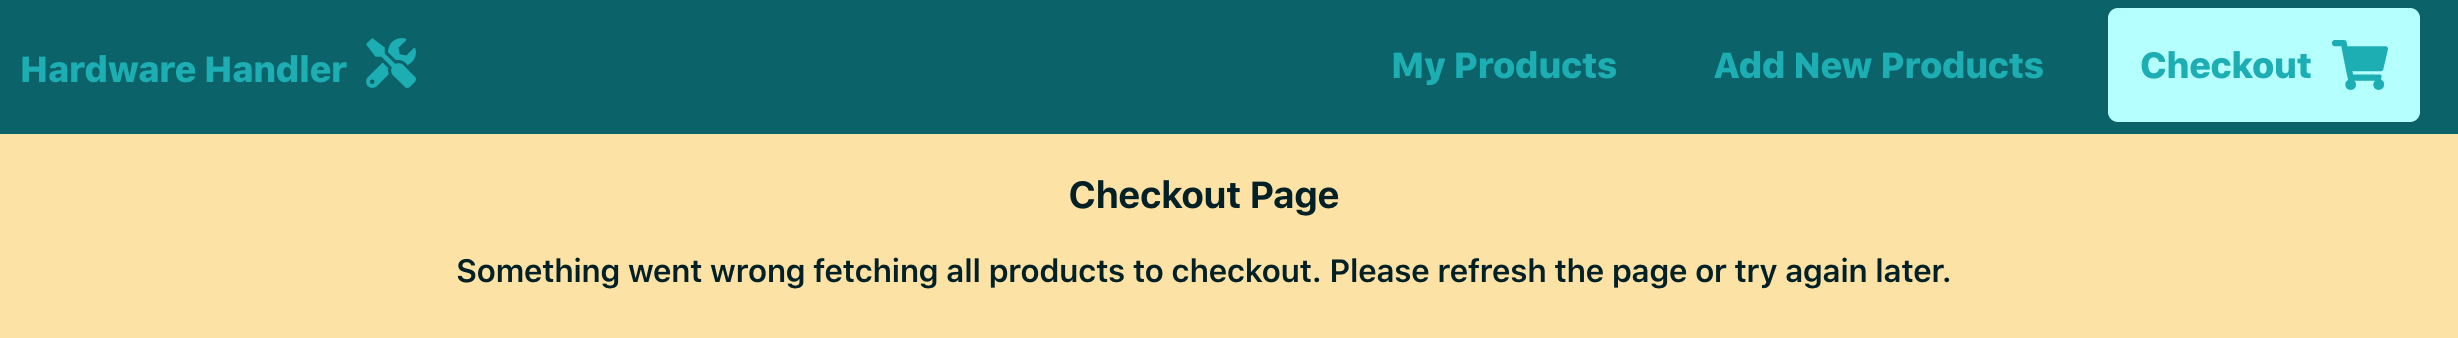 Hardware Handler
My Products
Add New Products
Checkout
Checkout Page
Something went wrong fetching all products to checkout. Please refresh the page or try again later.